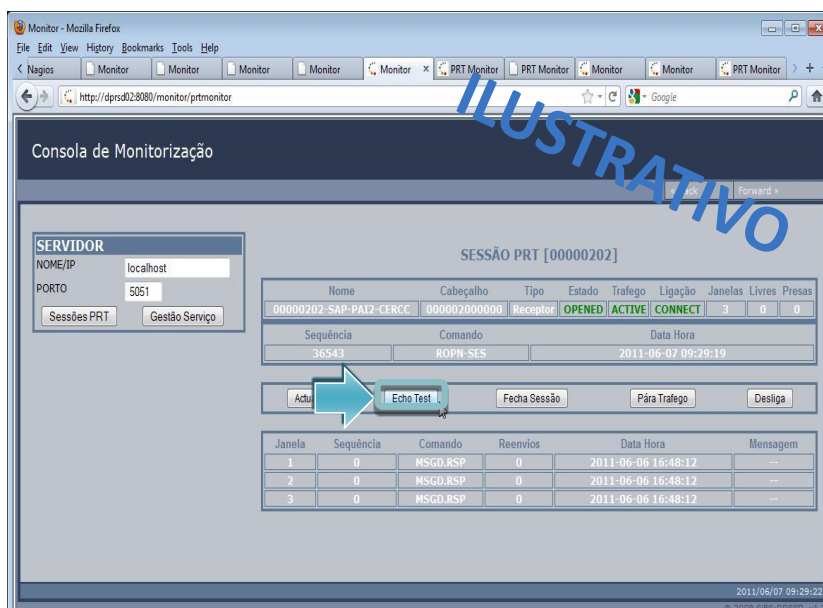 Monitor - Mozilla Firefox
File Edit View History Bookmarks Tools Help
Nagios Monitor Monitor Monitor Monitor Monitor × PRT Monitor PRT Monitor Monitor Monitor PRT Monitor
http://dprsd02:8080/monitor/prtmonitor Google
ILUSTRATIVO
Consola de Monitorização
Forward »
SERVIDOR
NOME/IP localhost
PORTO 5051
Sessões PRT Gestão Serviço
SESSÃO PRT [00000202]
Nome Cabeçalho Tipo Estado Trafego Ligação Janelas Livres Presas
00000202-SAP-PAI2-CERCC 000002000000 Receptor OPENED ACTIVE CONNECT 3 0 0
Sequência Comando Data Hora
36543 ROPN-SES 2011-06-07 09:29:19
Echo Test Fecha Sessão Pára Trafego Desliga
Janela Sequência Comando Reenvios Data Hora Mensagem
1 0 MSGD.RSP 0 2011-06-06 16:48:12 --
2 0 MSGD.RSP 0 2011-06-06 16:48:12 --
3 0 MSGD.RSP 0 2011-06-06 16:48:12 --
2011/06/07 09:29:22